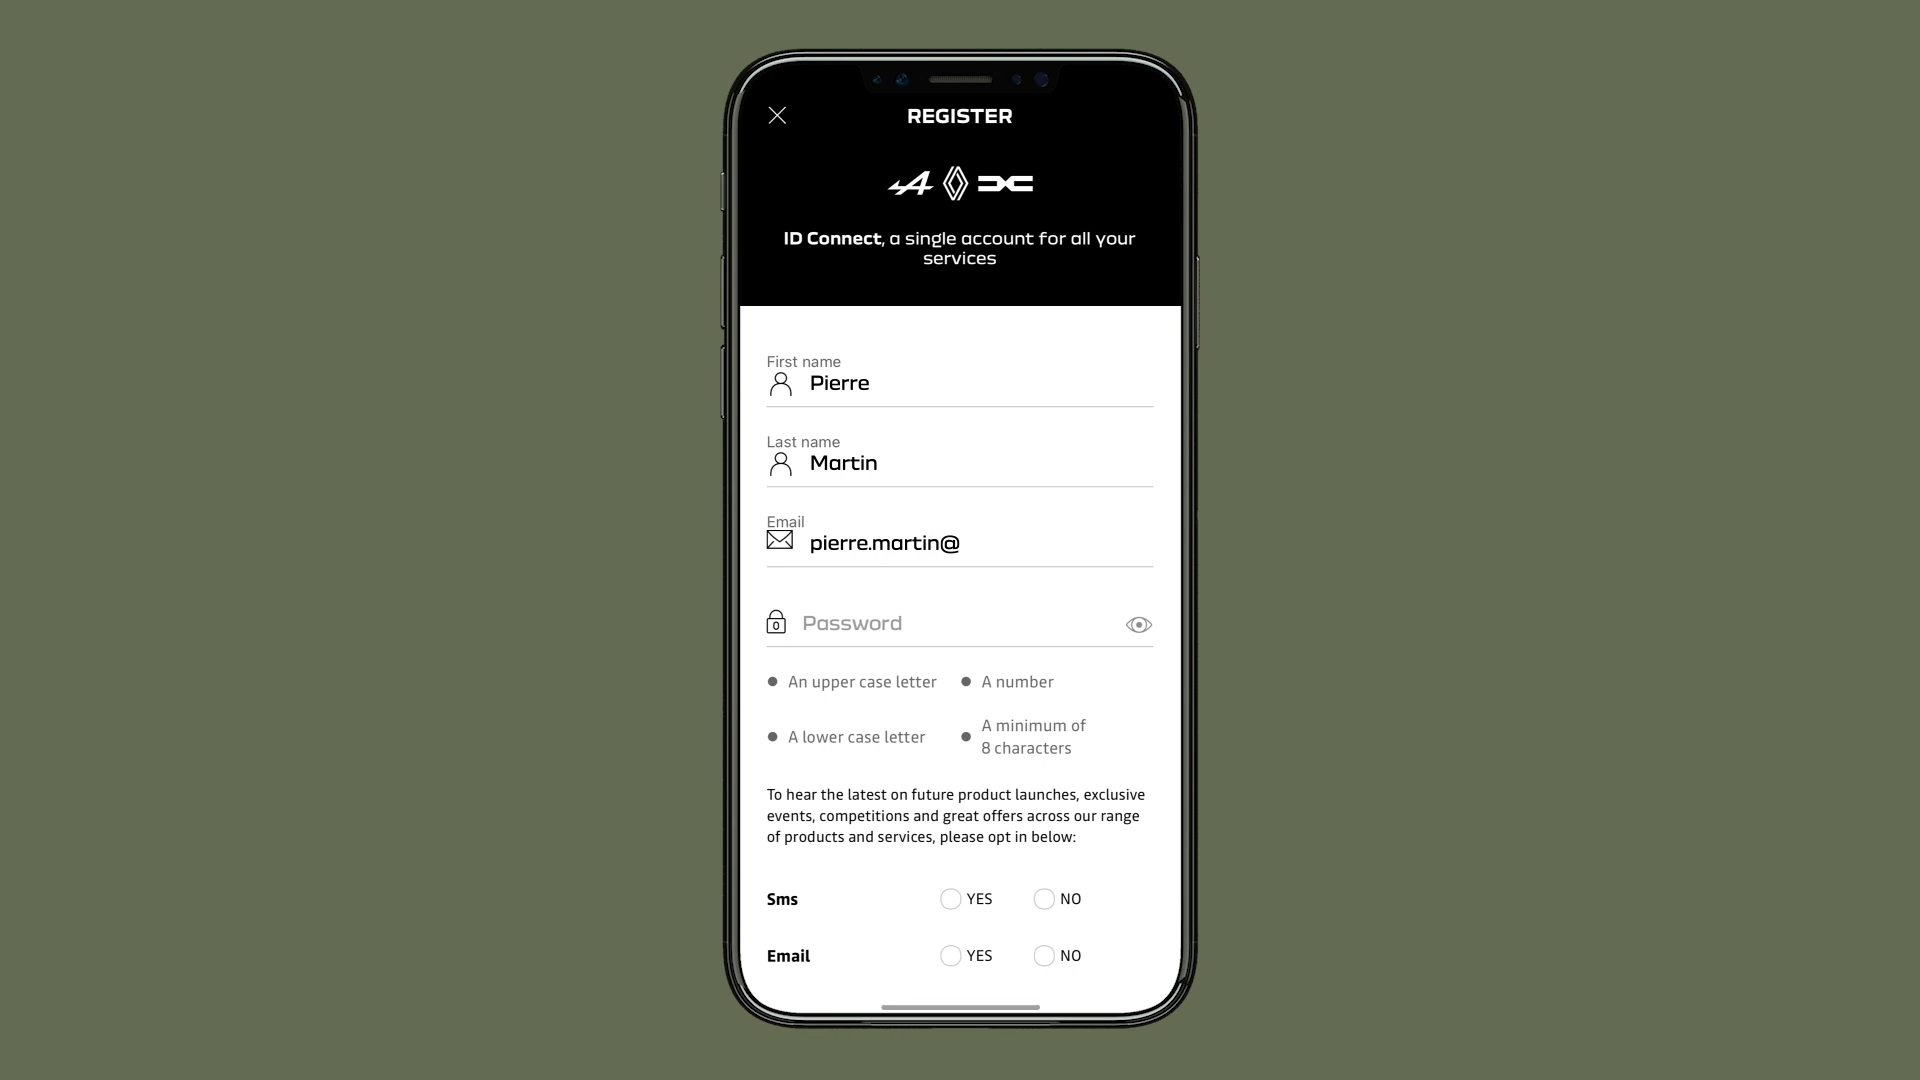 REGISTER
ID Connect, a single account for all your
services
First name
Pierre
Last name
Martin
Email
pierre.martin@
Password
An upper case letter
A number
A lower case letter
A minimum of
8 characters
To hear the latest on future product launches, exclusive
events, competitions and great offers across our range
of products and services, please opt in below:
Sms YES NO
Email YES NO